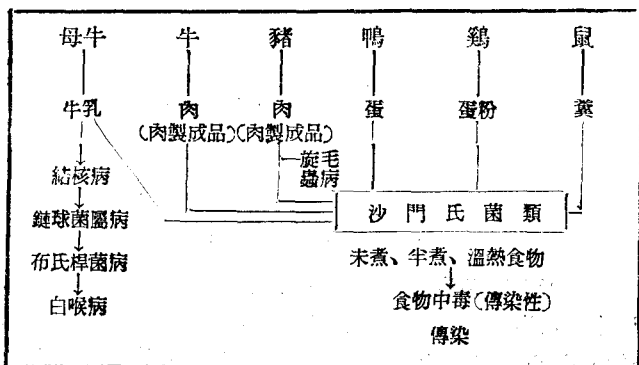 母牛 牛 豬 鴨 鷄 鼠
牛乳 肉 肉 蛋 蛋粉 糞
(肉製成品) (肉製成品)
旋毛
蟲病
結核病
沙門氏菌類
鏈球菌屬病
未煮、半煮、溫熱食物
布氏桿菌病
食物中毒(傳染性)
白喉病
傳染